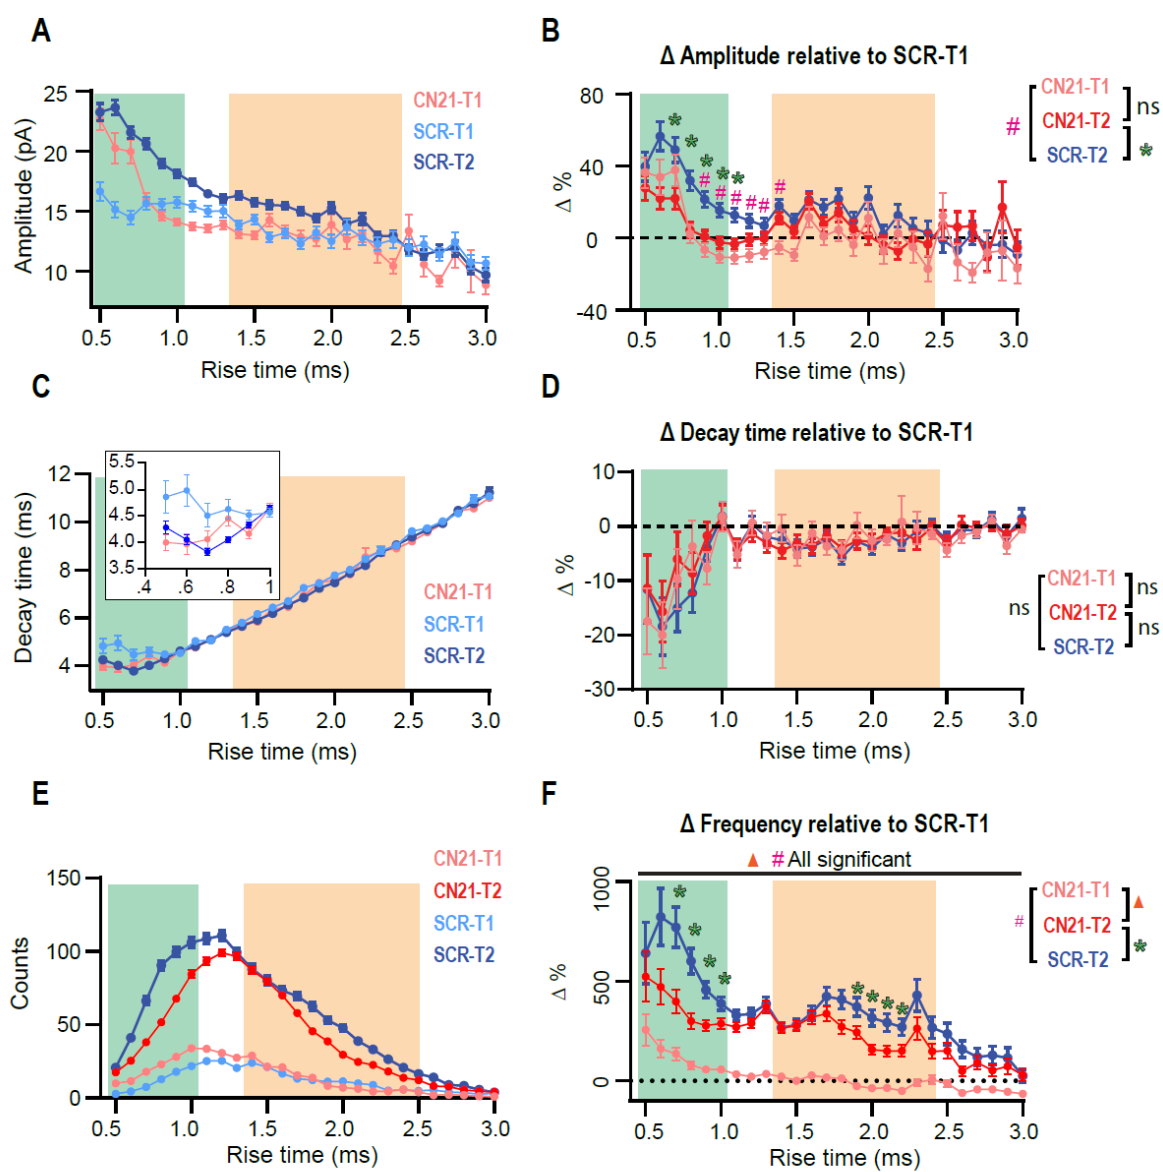 A
25
20
15
10
Amplitude (pA)
CN21-T1
SCR-T1
SCR-T2
0.5 1.0 1.5 2.0 2.5 3.0
Rise time (ms)
B
Δ Amplitude relative to SCR-T1
80
40
0
-40
Δ %
* * * * *
# # # # # #
CN21-T1
CN21-T2
SCR-T2
# ns *
0.5 1.0 1.5 2.0 2.5 3.0
Rise time (ms)
C
12
10
8
6
4
Decay time (ms)
5.5
5.0
4.5
4.0
3.5
.4 .6 .8 1
CN21-T1
SCR-T1
SCR-T2
0.5 1.0 1.5 2.0 2.5 3.0
Rise time (ms)
D
Δ Decay time relative to SCR-T1
10
0
-10
-20
-30
Δ %
CN21-T1
CN21-T2
SCR-T2
ns ns ns
0.5 1.0 1.5 2.0 2.5 3.0
Rise time (ms)
E
150
100
50
0
Counts
CN21-T1
CN21-T2
SCR-T1
SCR-T2
0.5 1.0 1.5 2.0 2.5 3.0
Rise time (ms)
F
Δ Frequency relative to SCR-T1
▲ # All significant
1000
500
0
Δ %
* * * * * * * *
CN21-T1
CN21-T2
SCR-T2
# ▲ *
0.5 1.0 1.5 2.0 2.5 3.0
Rise time (ms)